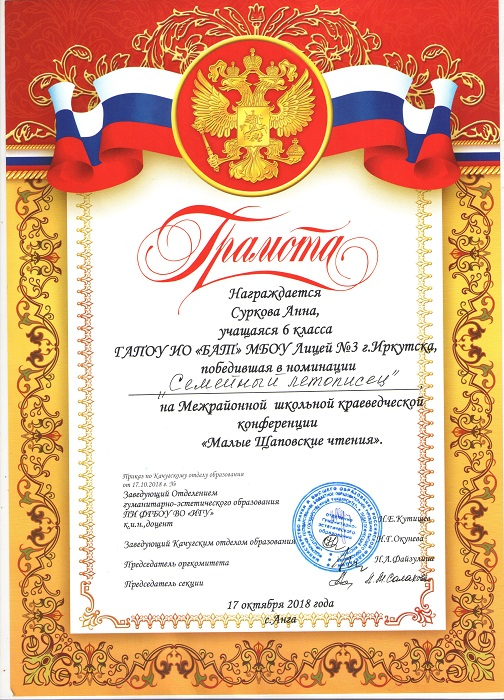 Грамота
Награждается
Суркова Анна,
учащаяся 6 класса
ГАПОУ ИО «БАТ» МБОУ Лицей №3 г.Иркутска,
победившая в номинации
„Семейный летописец"
на Межрайонной школьной краеведческой
конференции
«Малые Щаповские чтения».
Приказ по Качугскому отделу образования
от 17.10.2018 г. №
Заведующий Отделением
гуманитарно-эстетического образования
ПИ ФГБОУ ВО «ИГУ»
к.и.н.,доцент Н.Е.Кутищев
Заведующий Качугским отделом образования Н.Г.Окунева
Председатель оргкомитета Н.Л.Файзулина
Председатель секции
17 октября 2018 года
с.Анга